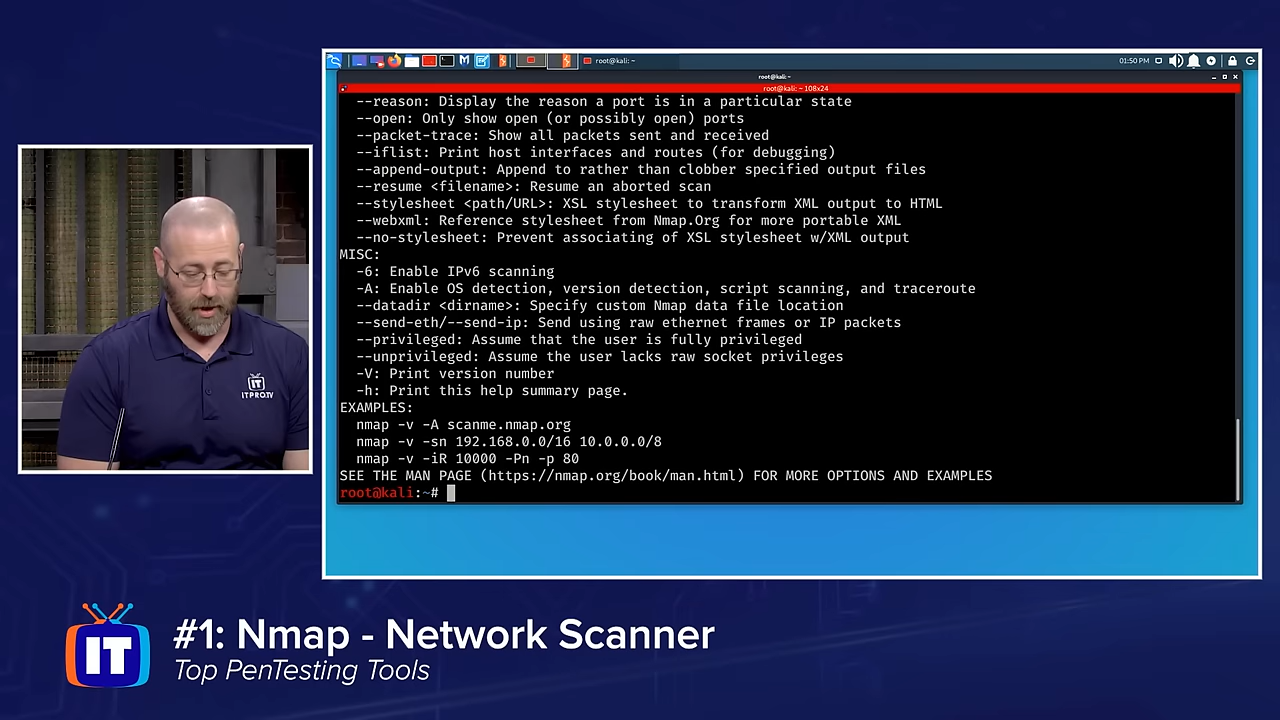 root@kali: ~
01:50 PM
root@kali: ~
root@kali: ~ 108x24
--reason: Display the reason a port is in a particular state
--open: Only show open (or possibly open) ports
--packet-trace: Show all packets sent and received
--iflist: Print host interfaces and routes (for debugging)
--append-output: Append to rather than clobber specified output files
--resume <filename>: Resume an aborted scan
--stylesheet <path/URL>: XSL stylesheet to transform XML output to HTML
--webxml: Reference stylesheet from Nmap.Org for more portable XML
--no-stylesheet: Prevent associating of XSL stylesheet w/XML output
MISC:
-6: Enable IPv6 scanning
-A: Enable OS detection, version detection, script scanning, and traceroute
--datadir <dirname>: Specify custom Nmap data file location
--send-eth/--send-ip: Send using raw ethernet frames or IP packets
--privileged: Assume that the user is fully privileged
--unprivileged: Assume the user lacks raw socket privileges
-V: Print version number
-h: Print this help summary page.
EXAMPLES:
nmap -v -A scanme.nmap.org
nmap -v -sn 192.168.0.0/16 10.0.0.0/8
nmap -v -iR 10000 -Pn -p 80
SEE THE MAN PAGE (https://nmap.org/book/man.html) FOR MORE OPTIONS AND EXAMPLES
root@kali:~#
IT
ITPRO.TV
IT
#1: Nmap - Network Scanner
Top PenTesting Tools